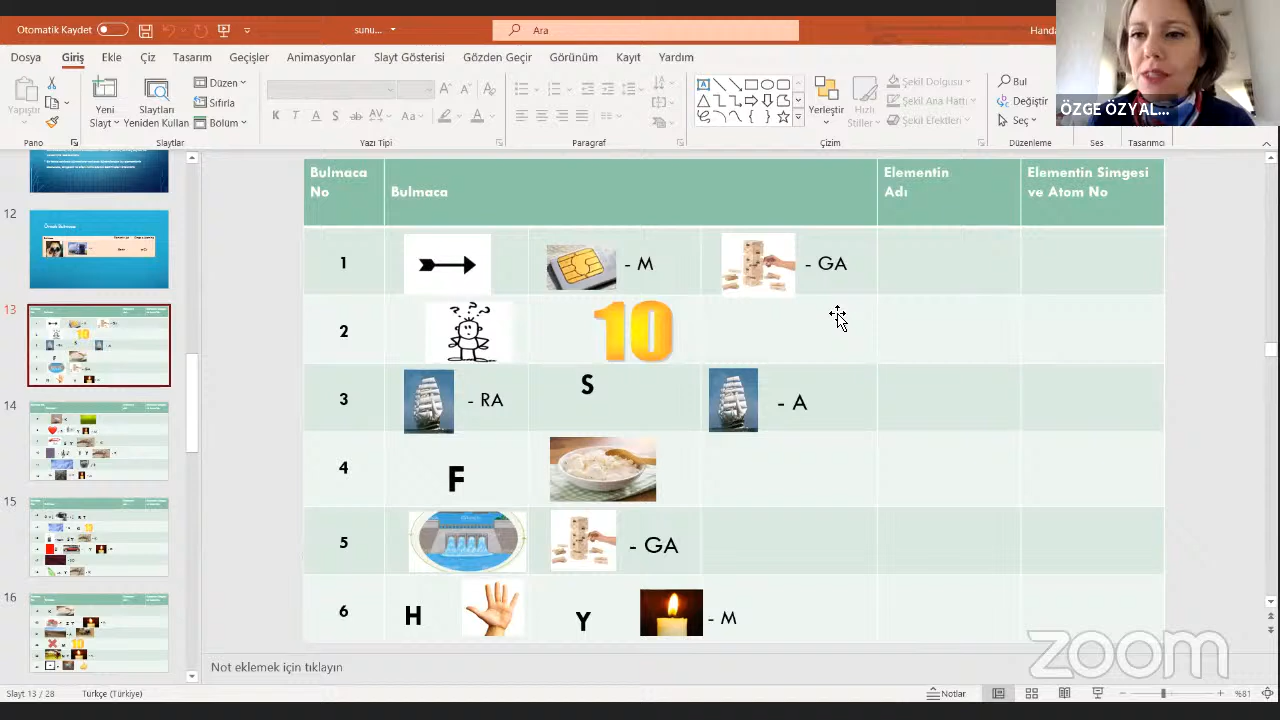 Otomatik Kaydet
sunu...
Ara
Handa
Dosya Giriş Ekle Çiz Tasarım Geçişler Animasyonlar Slayt Gösterisi Gözden Geçir Görünüm Kayıt Yardım
Yapıştır
Yeni Slayt
Slaytları Yeniden Kullan
Düzen
Sıfırla
Bölüm
Yerleştir
Hızlı Stiller
Şekil Dolgusu
Şekil Ana Hattı
Şekil Efektleri
Bul
Değiştir
Seç
ÖZGE ÖZYAL...
Pano Slaytlar Yazı Tipi Paragraf Çizim Düzenleme Ses Tasarımcı
12
13
14
15
16
Bulmaca No
Bulmaca
Elementin Adı
Elementin Simgesi ve Atom No
1 - M - GA
2 10
3 - RA S - A
4 F
5 - GA
6 H Y - M
zoom
Not eklemek için tıklayın
Slayt 13 / 28 Türkçe (Türkiye) Notlar %81